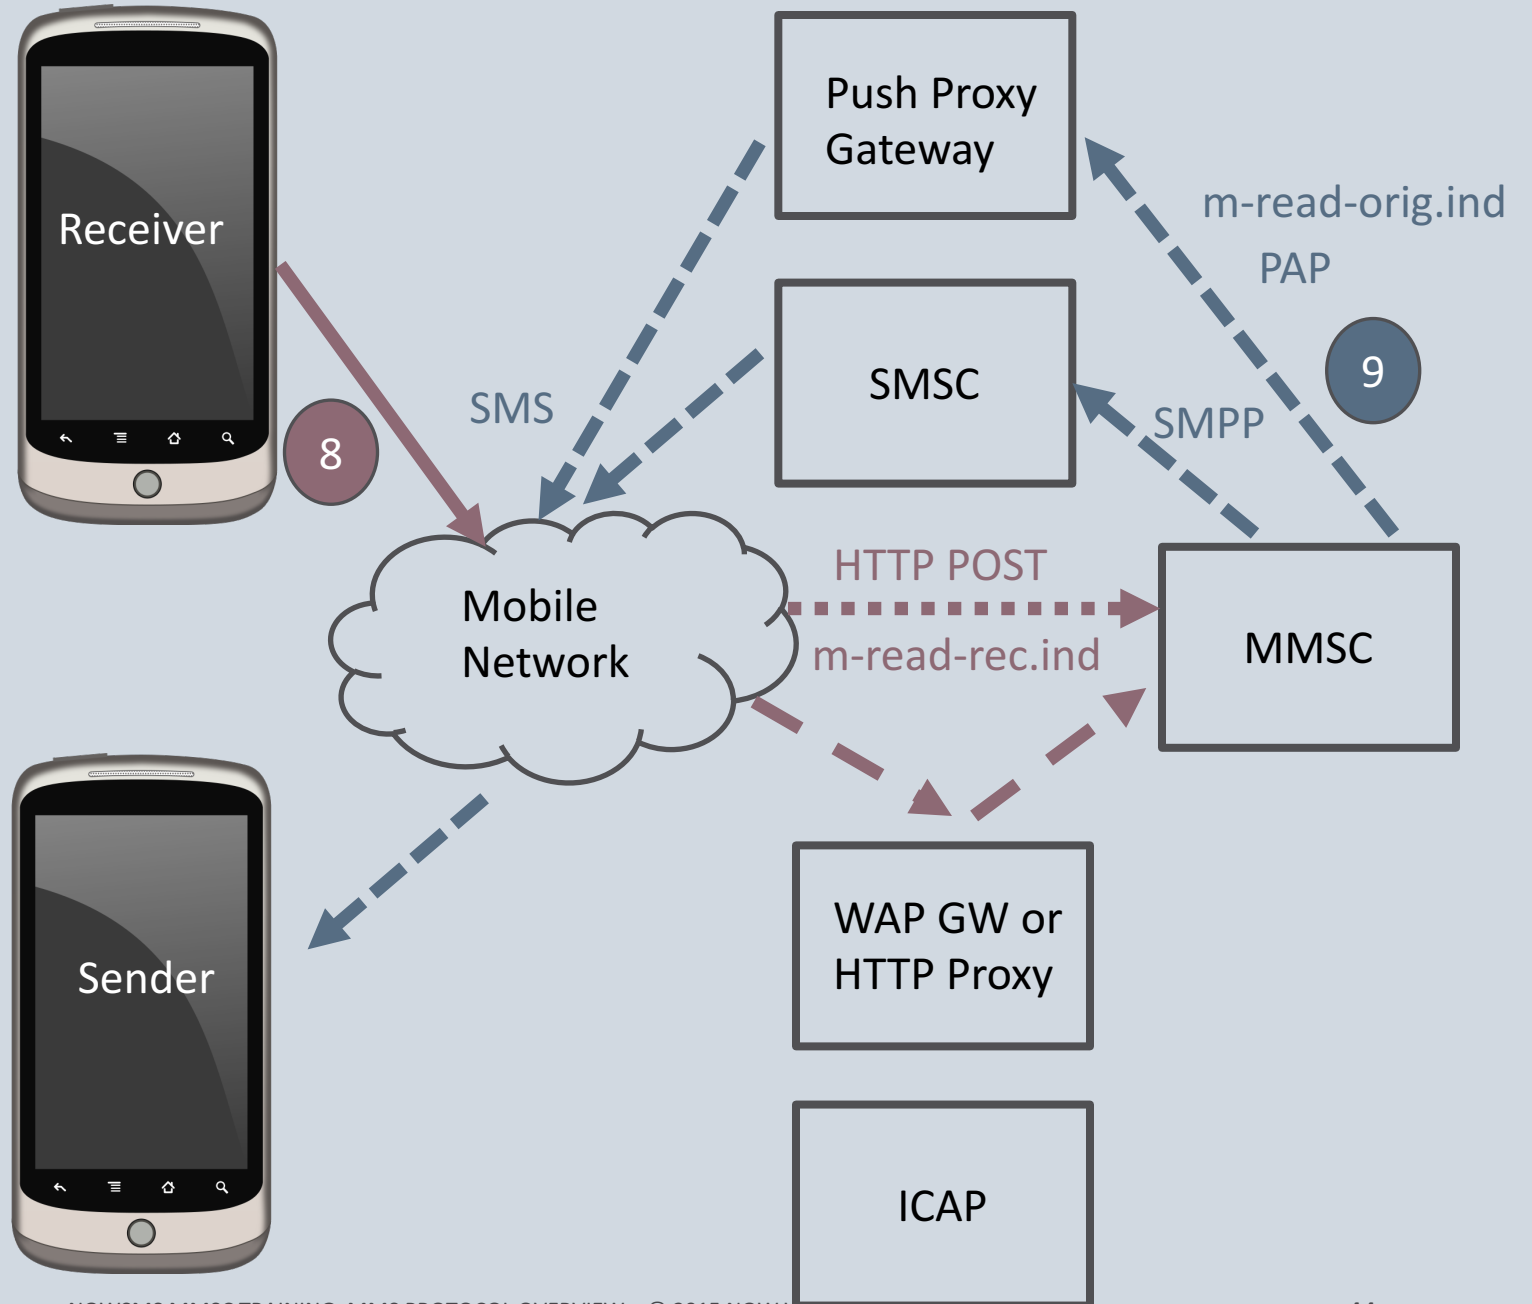 Push Proxy
Gateway
m-read-orig.ind
PAP
Receiver
9
SMSC
SMS
SMPP
8
HTTP POST
Mobile
Network
m-read-rec.ind
MMSC
WAP GW or
HTTP Proxy
Sender
ICAP